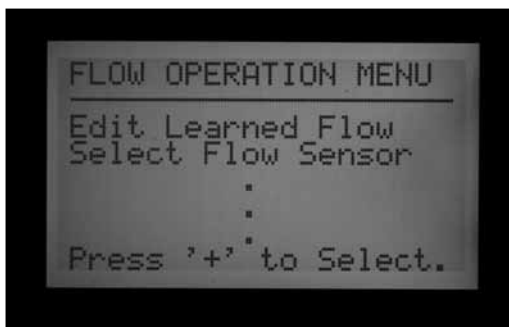 FLOW OPERATION MENU
Edit Learned Flow
Select Flow Sensor
.
.
.
Press '+' to Select.